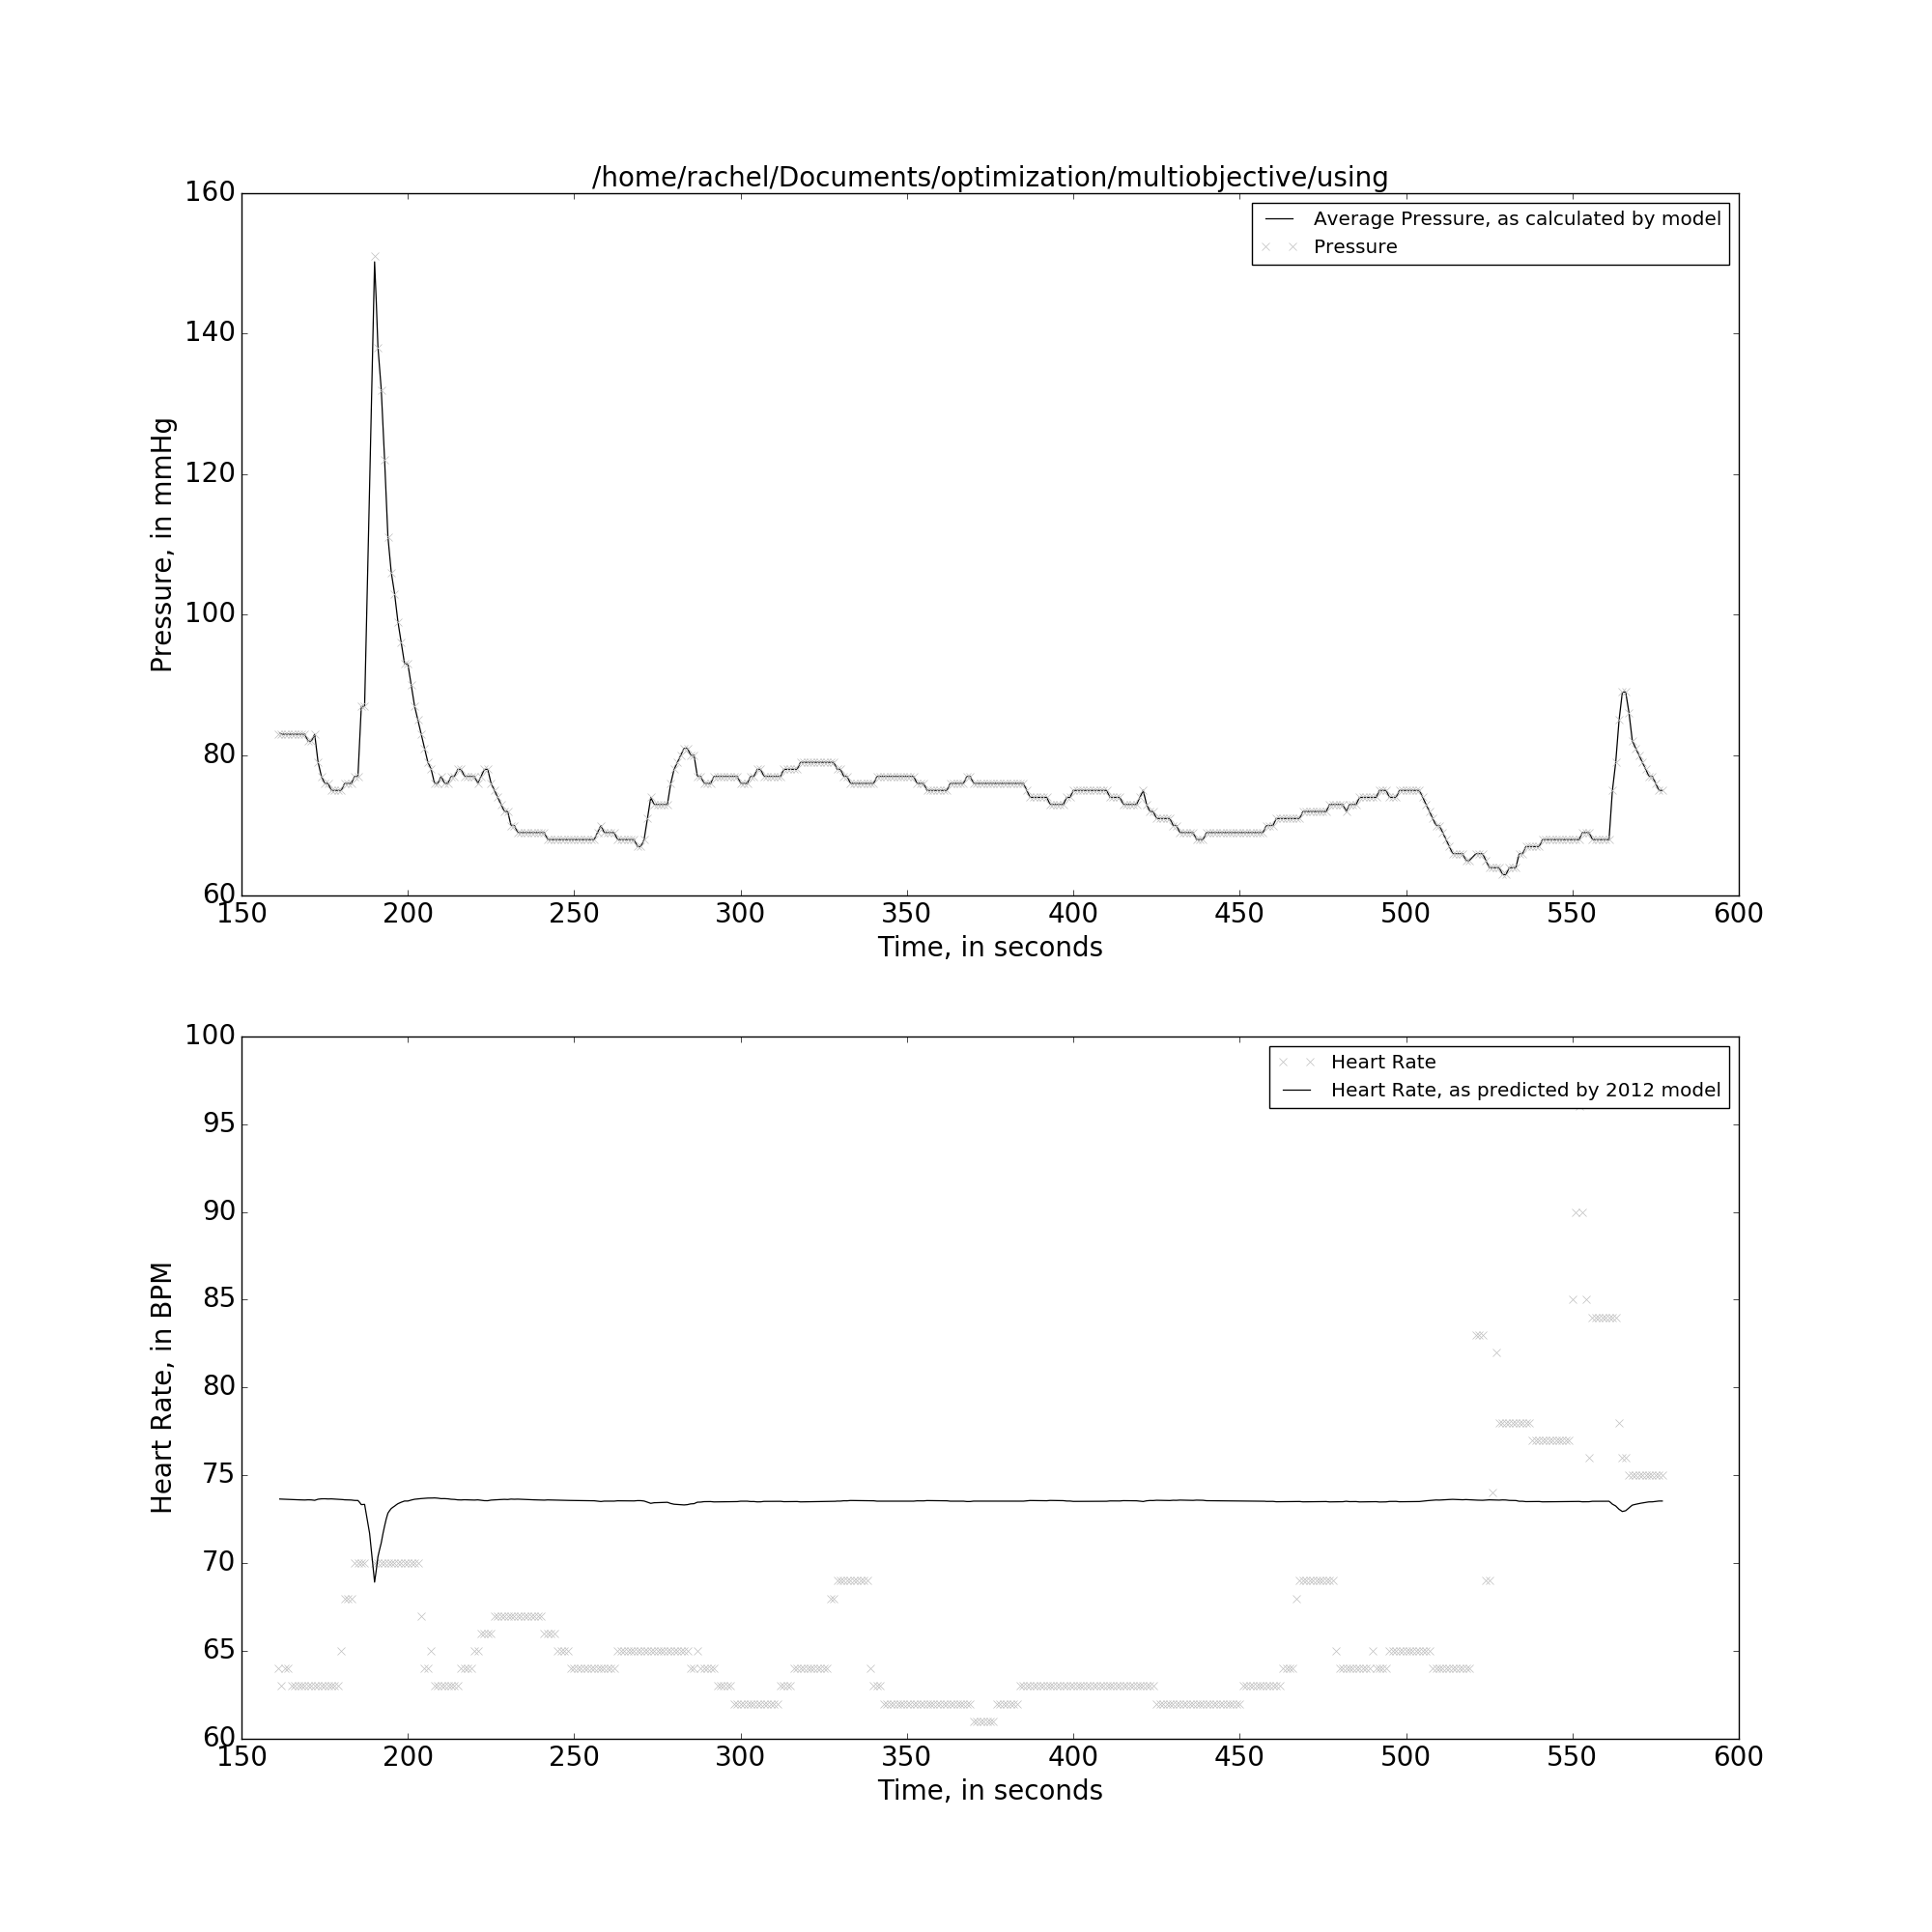 /home/rachel/Documents/optimization/multiobjective/using
160
140
120
100
80
60
Pressure, in mmHg
Average Pressure, as calculated by model
Pressure
150 200 250 300 350 400 450 500 550 600
Time, in seconds
100
95
90
85
80
75
70
65
60
Heart Rate, in BPM
Heart Rate
Heart Rate, as predicted by 2012 model
150 200 250 300 350 400 450 500 550 600
Time, in seconds